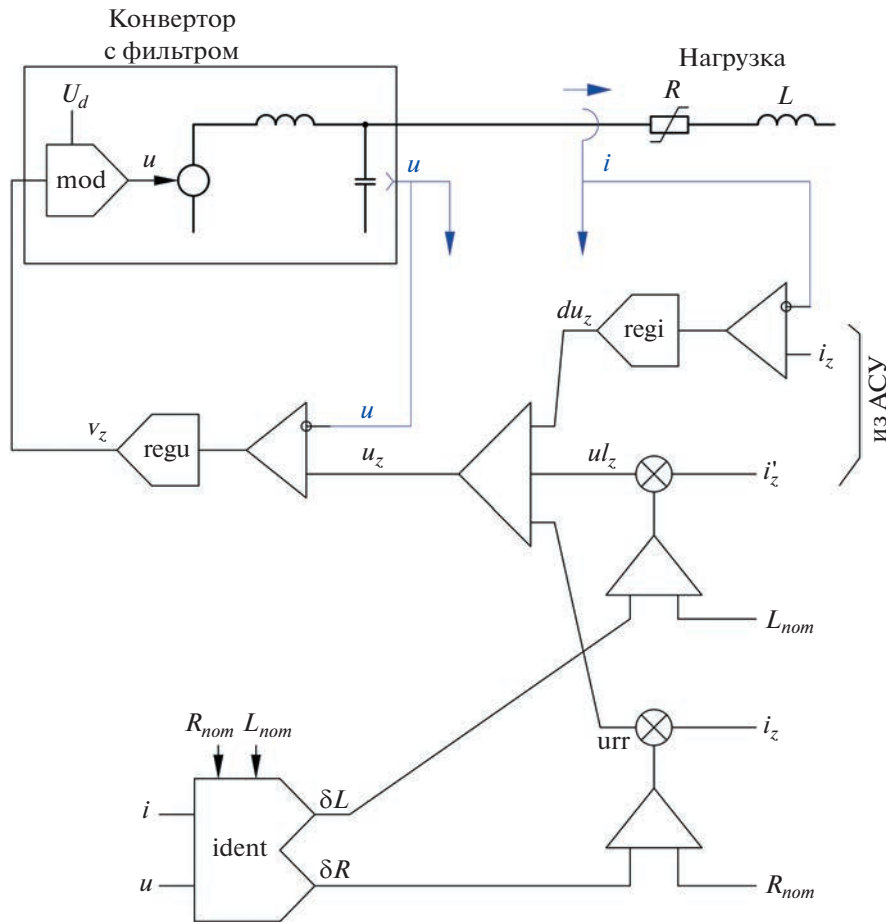 Конвертор
с фильтром
Нагрузка
U_d
R
L
u
mod
u
i
du_z
regi
i_z
из АСУ
v_z
regu
u
u_z
ul_z
i'_z
L_nom
R_nom L_nom
urr
i_z
i
δL
ident
u
δR
R_nom